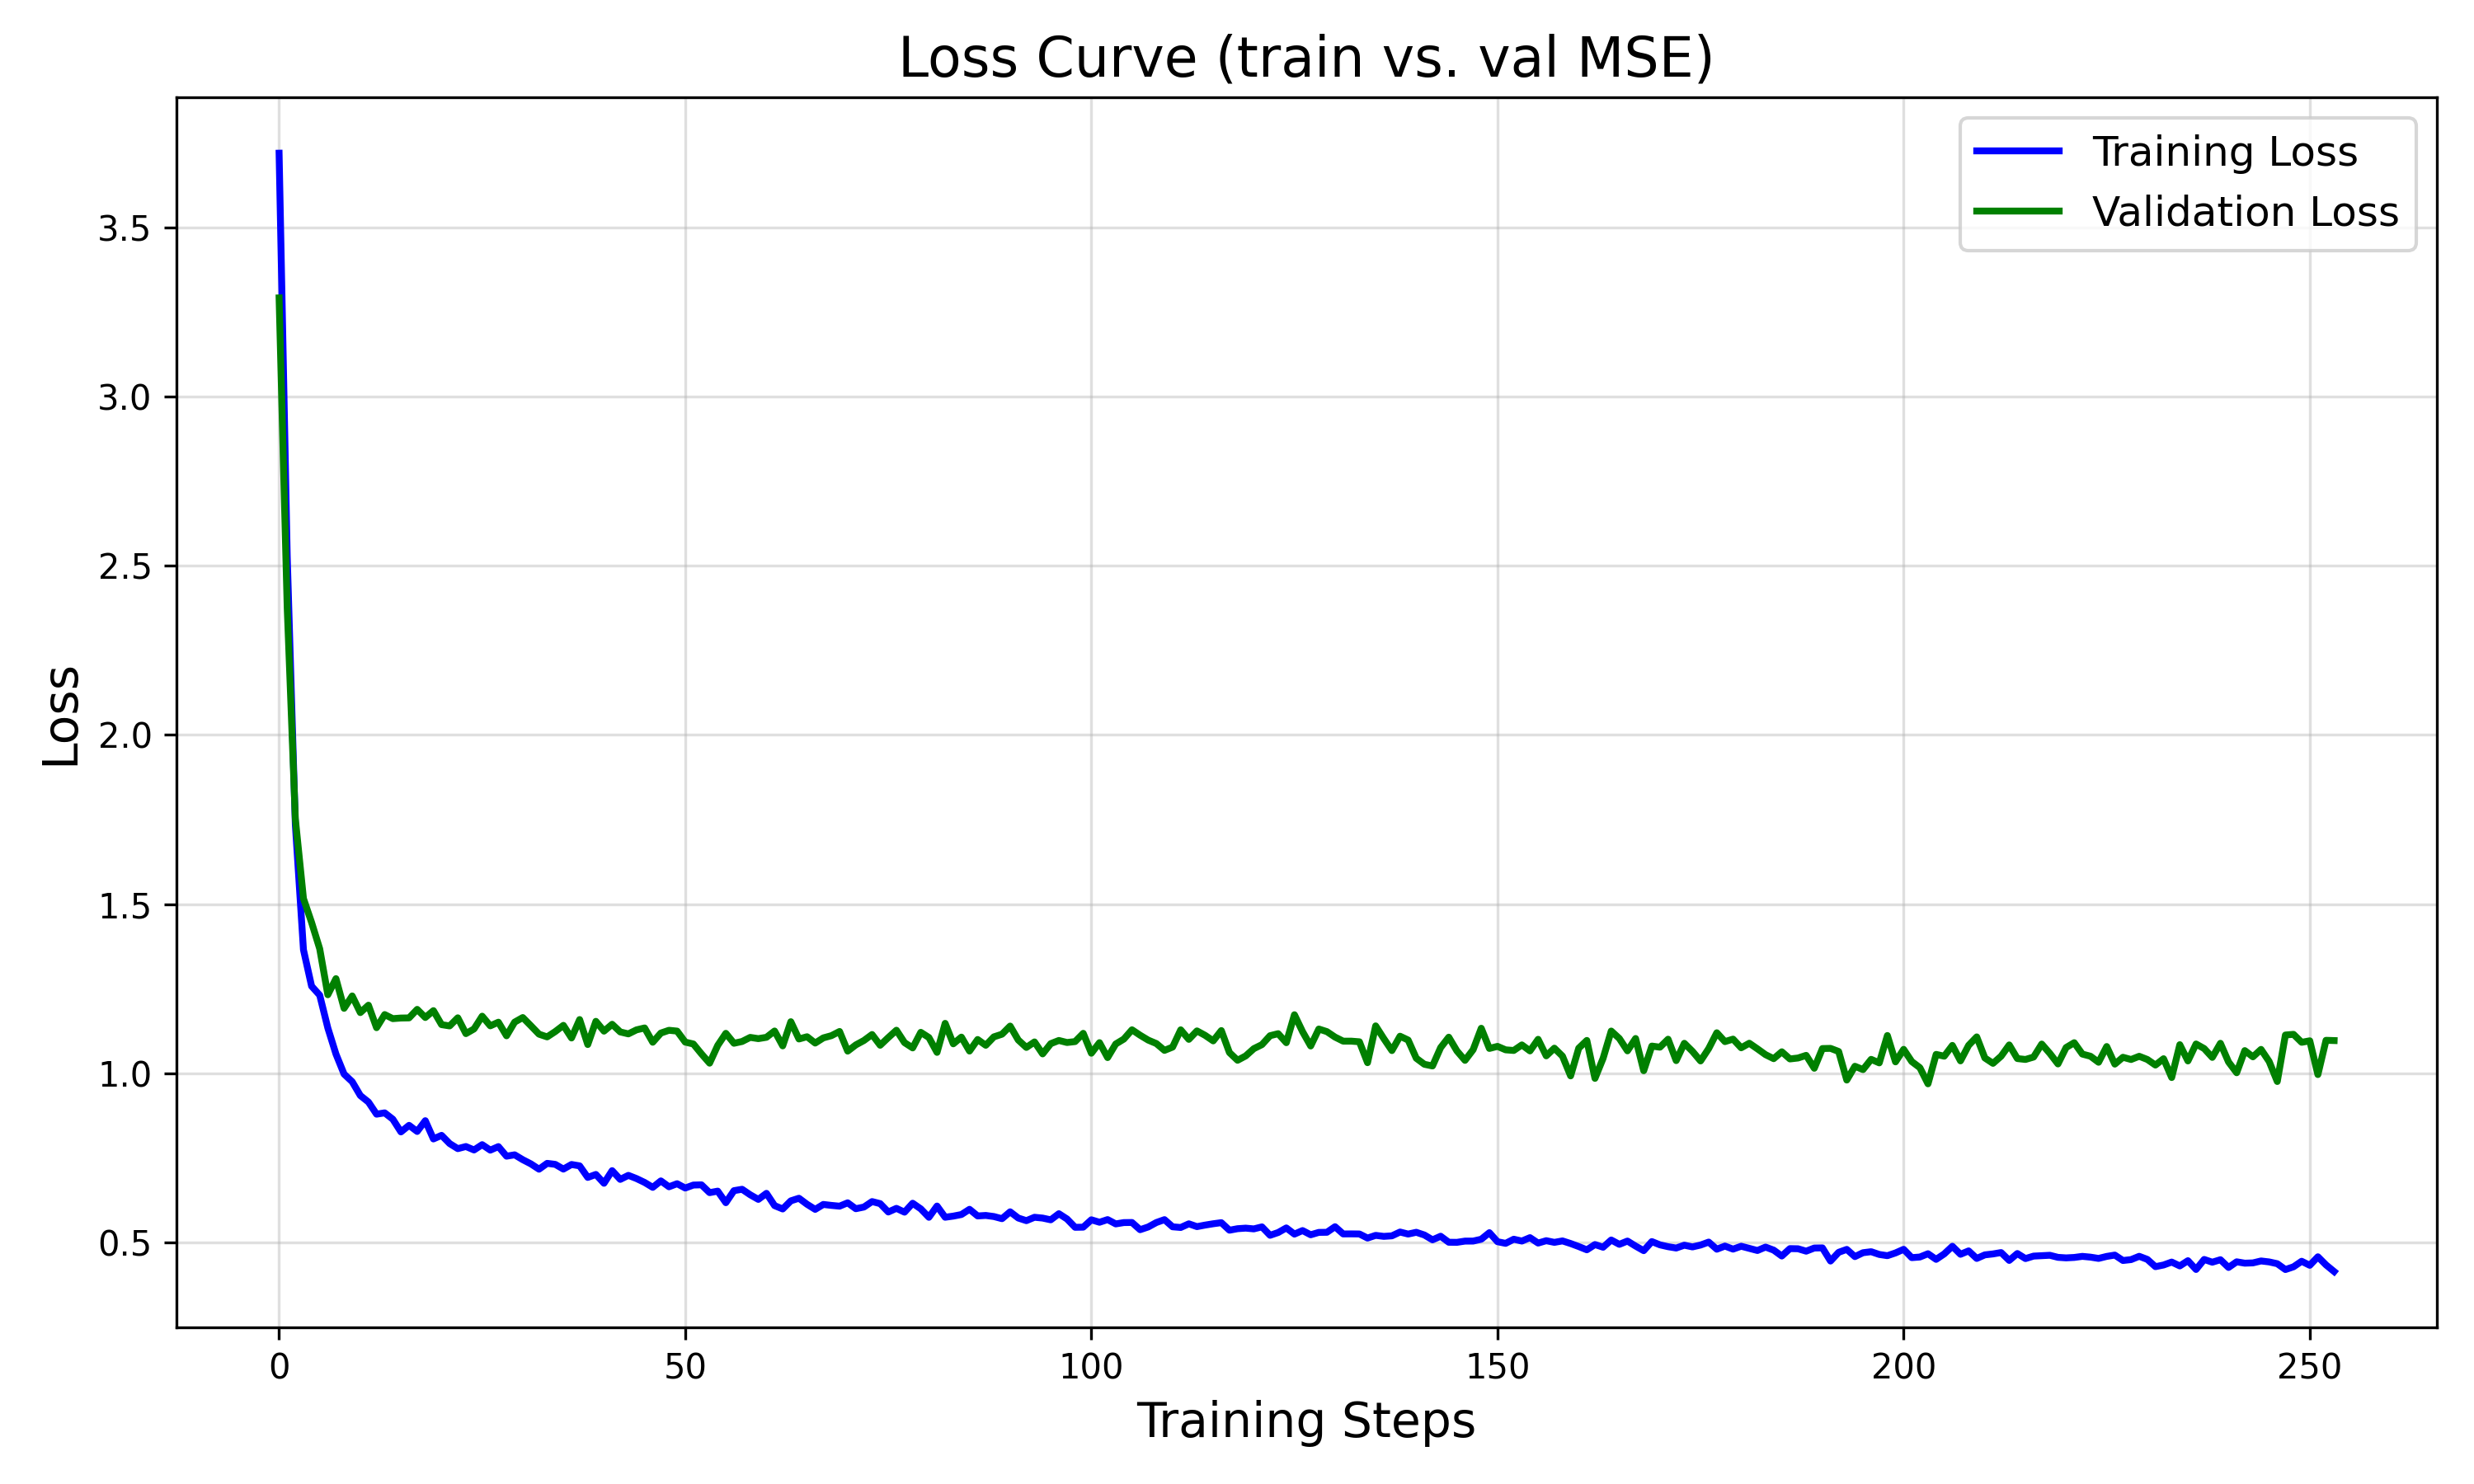 Loss Curve (train vs. val MSE)
Training Loss
Validation Loss
3.5
3.0
2.5
2.0
1.5
1.0
0.5
Loss
0 50 100 150 200 250
Training Steps